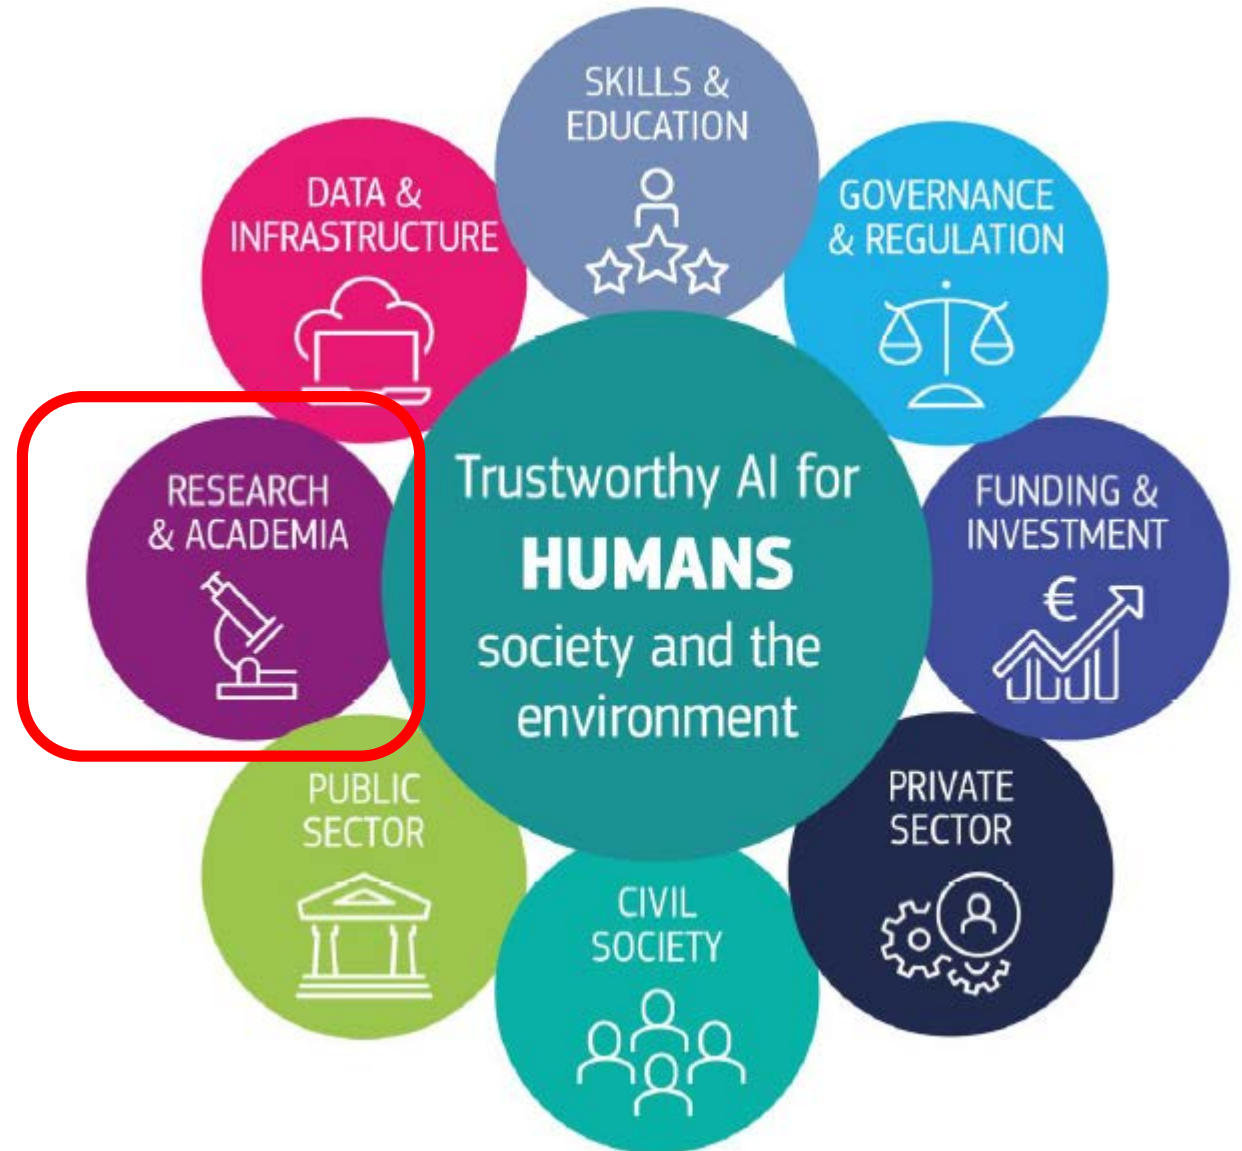 SKILLS &
EDUCATION
DATA &
INFRASTRUCTURE
GOVERNANCE
& REGULATION
RESEARCH
& ACADEMIA
Trustworthy AI for
HUMANS
society and the
environment
FUNDING &
INVESTMENT
€
PUBLIC
SECTOR
PRIVATE
SECTOR
CIVIL
SOCIETY